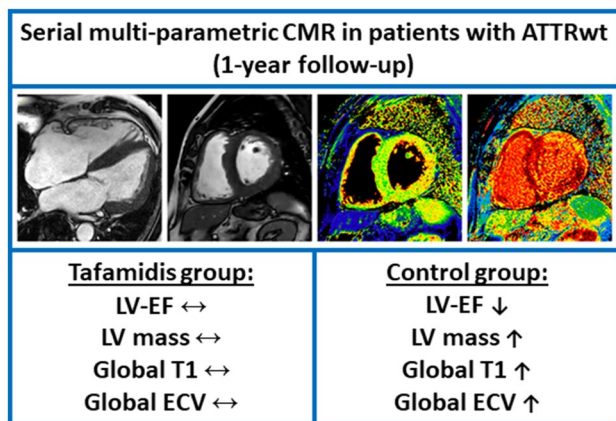 Serial multi-parametric CMR in patients with ATTRwt
(1-year follow-up)
Tafamidis group:
LV-EF ↔
LV mass ↔
Global T1 ↔
Global ECV ↔
Control group:
LV-EF ↓
LV mass ↑
Global T1 ↑
Global ECV ↑